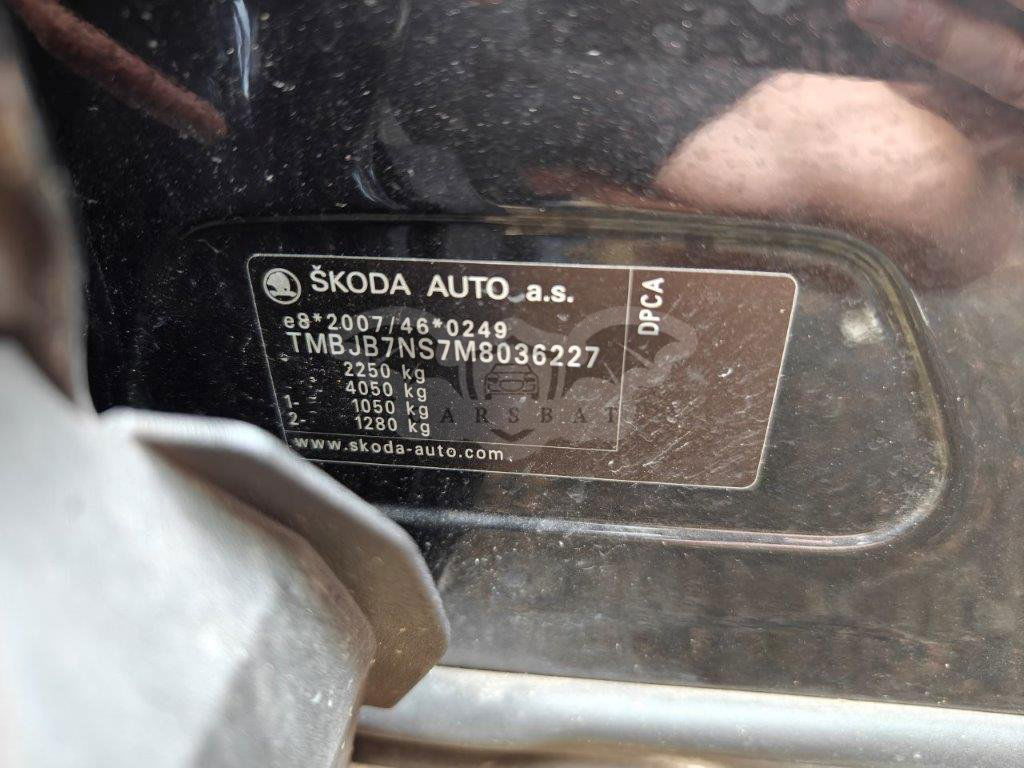 ŠKODA AUTO a.s.
e8*2007/46*0249
TMBJB7NS7M8036227
2250 kg
4050 kg
1- 1050 kg
2- 1280 kg
www.skoda-auto.com
DPCA
ARSBAT